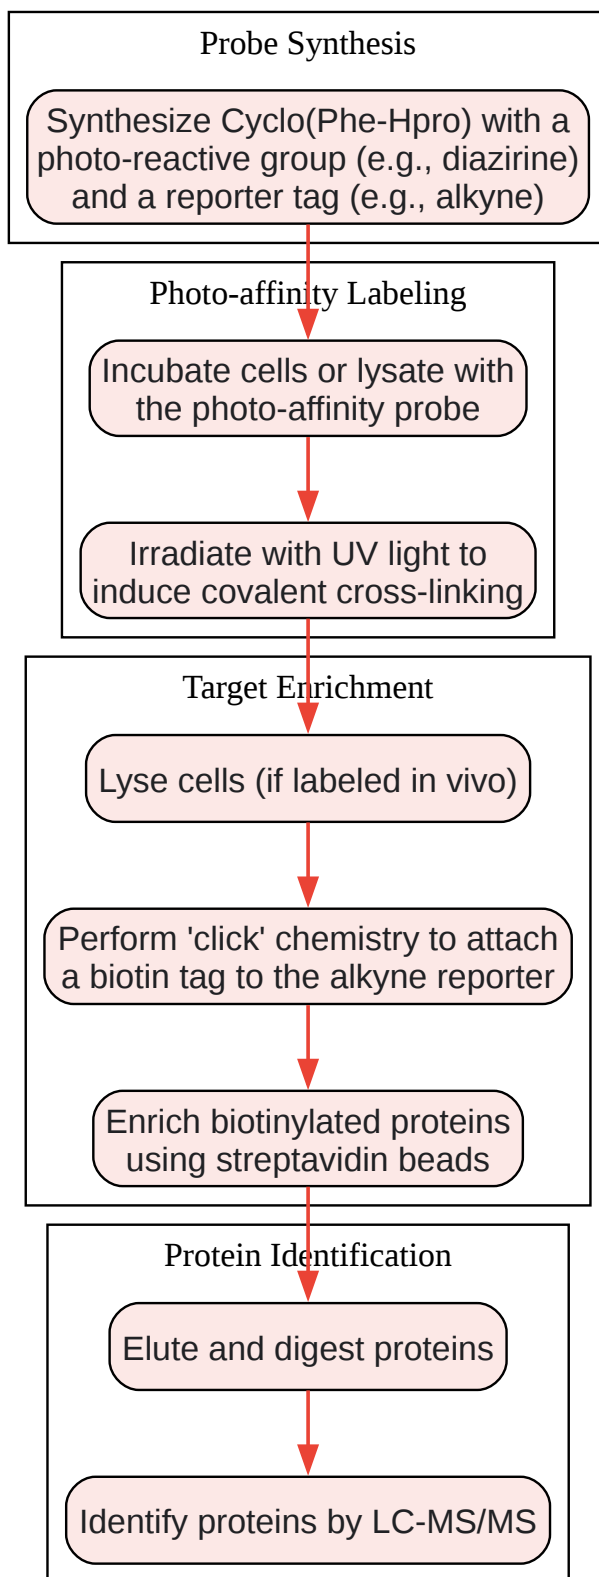 Probe Synthesis
Synthesize Cyclo(Phe-Hpro) with a
photo-reactive group (e.g., diazirine)
and a reporter tag (e.g., alkyne)
Photo-affinity Labeling
Incubate cells or lysate with
the photo-affinity probe
Irradiate with UV light to
induce covalent cross-linking
Target Enrichment
Lyse cells (if labeled in vivo)
Perform 'click' chemistry to attach
a biotin tag to the alkyne reporter
Enrich biotinylated proteins
using streptavidin beads
Protein Identification
Elute and digest proteins
Identify proteins by LC-MS/MS